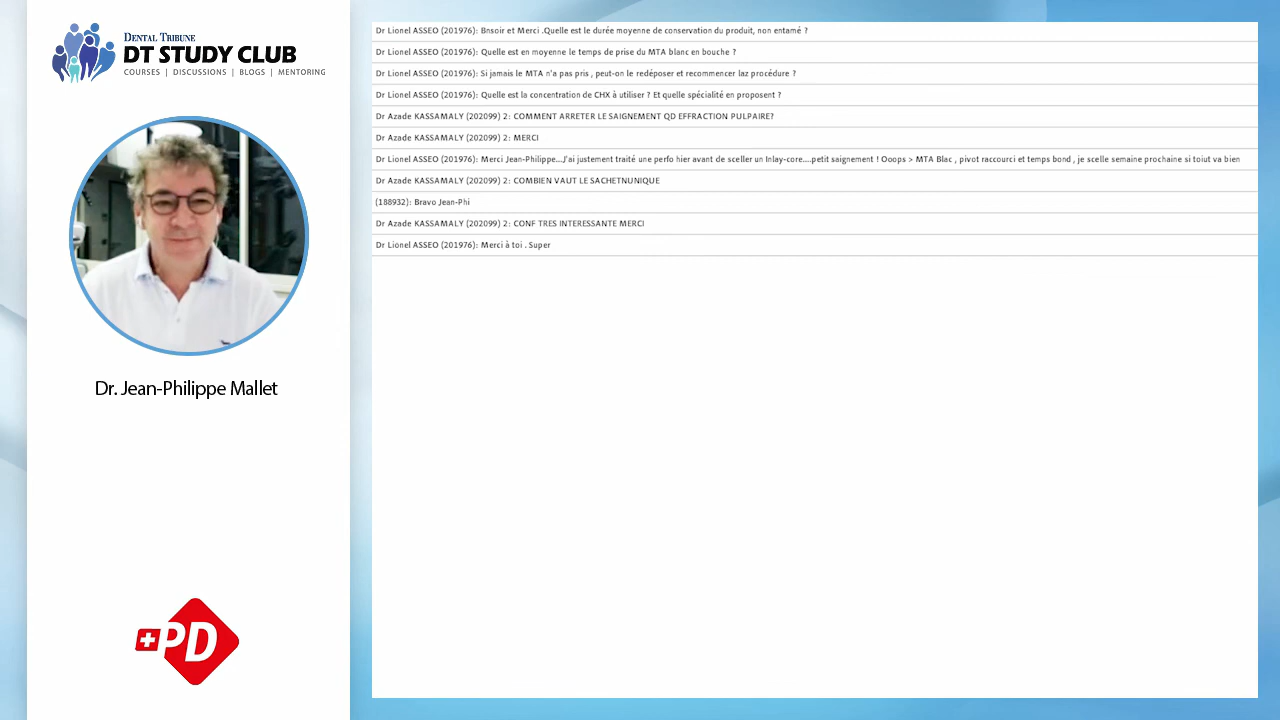 DENTAL TRIBUNE
DT STUDY CLUB
COURSES | DISCUSSIONS | BLOGS | MENTORING
Dr. Jean-Philippe Mallet
+PD
Dr Lionel ASSEO (201976): Bnsoir et Merci .Quelle est le durée moyenne de conservation du produit, non entamé ?
Dr Lionel ASSEO (201976): Quelle est en moyenne le temps de prise du MTA blanc en bouche ?
Dr Lionel ASSEO (201976): Si jamais le MTA n'a pas pris , peut-on le redéposer et recommencer laz procédure ?
Dr Lionel ASSEO (201976): Quelle est la concentration de CHX à utiliser ? Et quelle spécialité en proposent ?
Dr Azade KASSAMALY (202099) 2: COMMENT ARRETER LE SAIGNEMENT QD EFFRACTION PULPAIRE?
Dr Azade KASSAMALY (202099) 2: MERCI
Dr Lionel ASSEO (201976): Merci Jean-Philippe...J'ai justement traité une perfo hier avant de sceller un Inlay-core....petit saignement ! Ooops > MTA Blac , pivot raccourci et temps bond , je scelle semaine prochaine si toiut va bien
Dr Azade KASSAMALY (202099) 2: COMBIEN VAUT LE SACHETNUNIQUE
(188932): Bravo Jean-Phi
Dr Azade KASSAMALY (202099) 2: CONF TRES INTERESSANTE MERCI
Dr Lionel ASSEO (201976): Merci à toi . Super